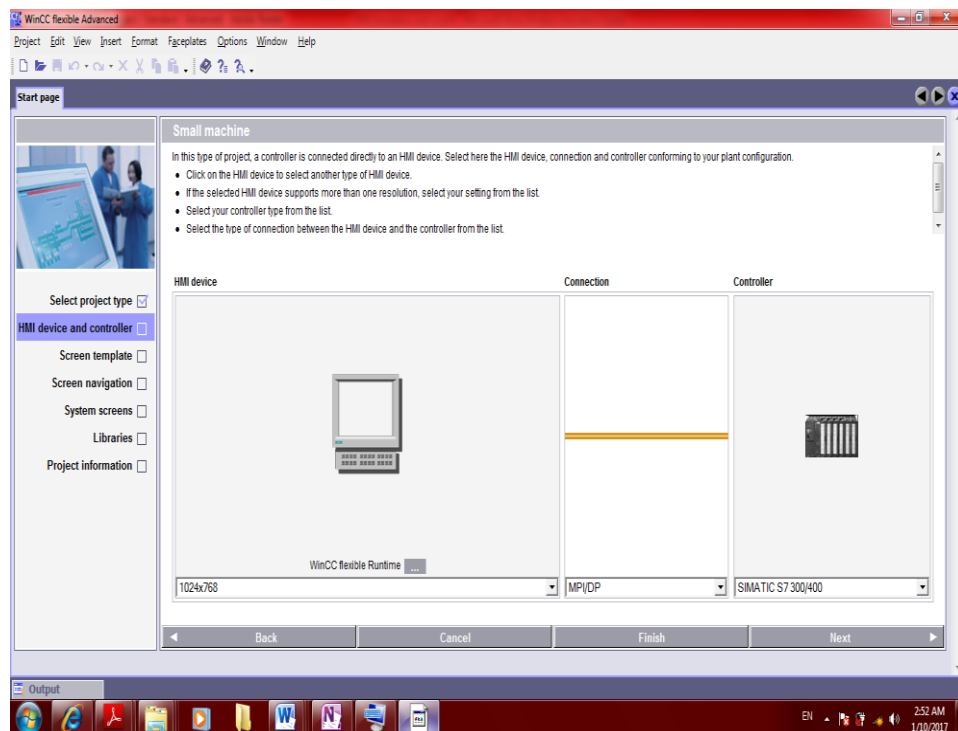 WinCC flexible Advanced
Project Edit View Insert Format Faceplates Options Window Help
Start page
Small machine
In this type of project, a controller is connected directly to an HMI device. Select here the HMI device, connection and controller conforming to your plant configuration.
• Click on the HMI device to select another type of HMI device.
• If the selected HMI device supports more than one resolution, select your setting from the list.
• Select your controller type from the list.
• Select the type of connection between the HMI device and the controller from the list.
Select project type
HMI device and controller
Screen template
Screen navigation
System screens
Libraries
Project information
HMI device Connection Controller
WinCC flexible Runtime ...
1024x768 MPI/DP SIMATIC S7 300/400
Back Cancel Finish Next
Output
EN 2:52 AM
1/10/2017